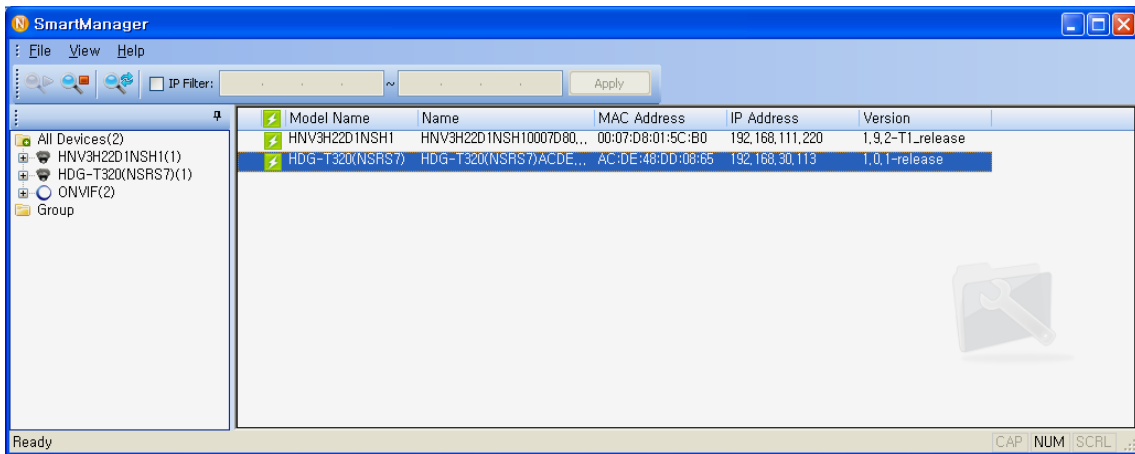 SmartManager
File View Help
IP Filter: . . . ~ . . . Apply
All Devices(2)
HNV3H22D1NSH1(1)
HDG-T320(NSRS7)(1)
ONVIF(2)
Group
Model Name Name MAC Address IP Address Version
HNV3H22D1NSH1 HNV3H22D1NSH10007D80... 00:07:D8:01:5C:B0 192,168,111,220 1,9,2-T1_release
HDG-T320(NSRS7) HDG-T320(NSRS7)ACDE... AC:DE:48:DD:08:65 192,168,30,113 1,0,1-release
Ready CAP NUM SCRL